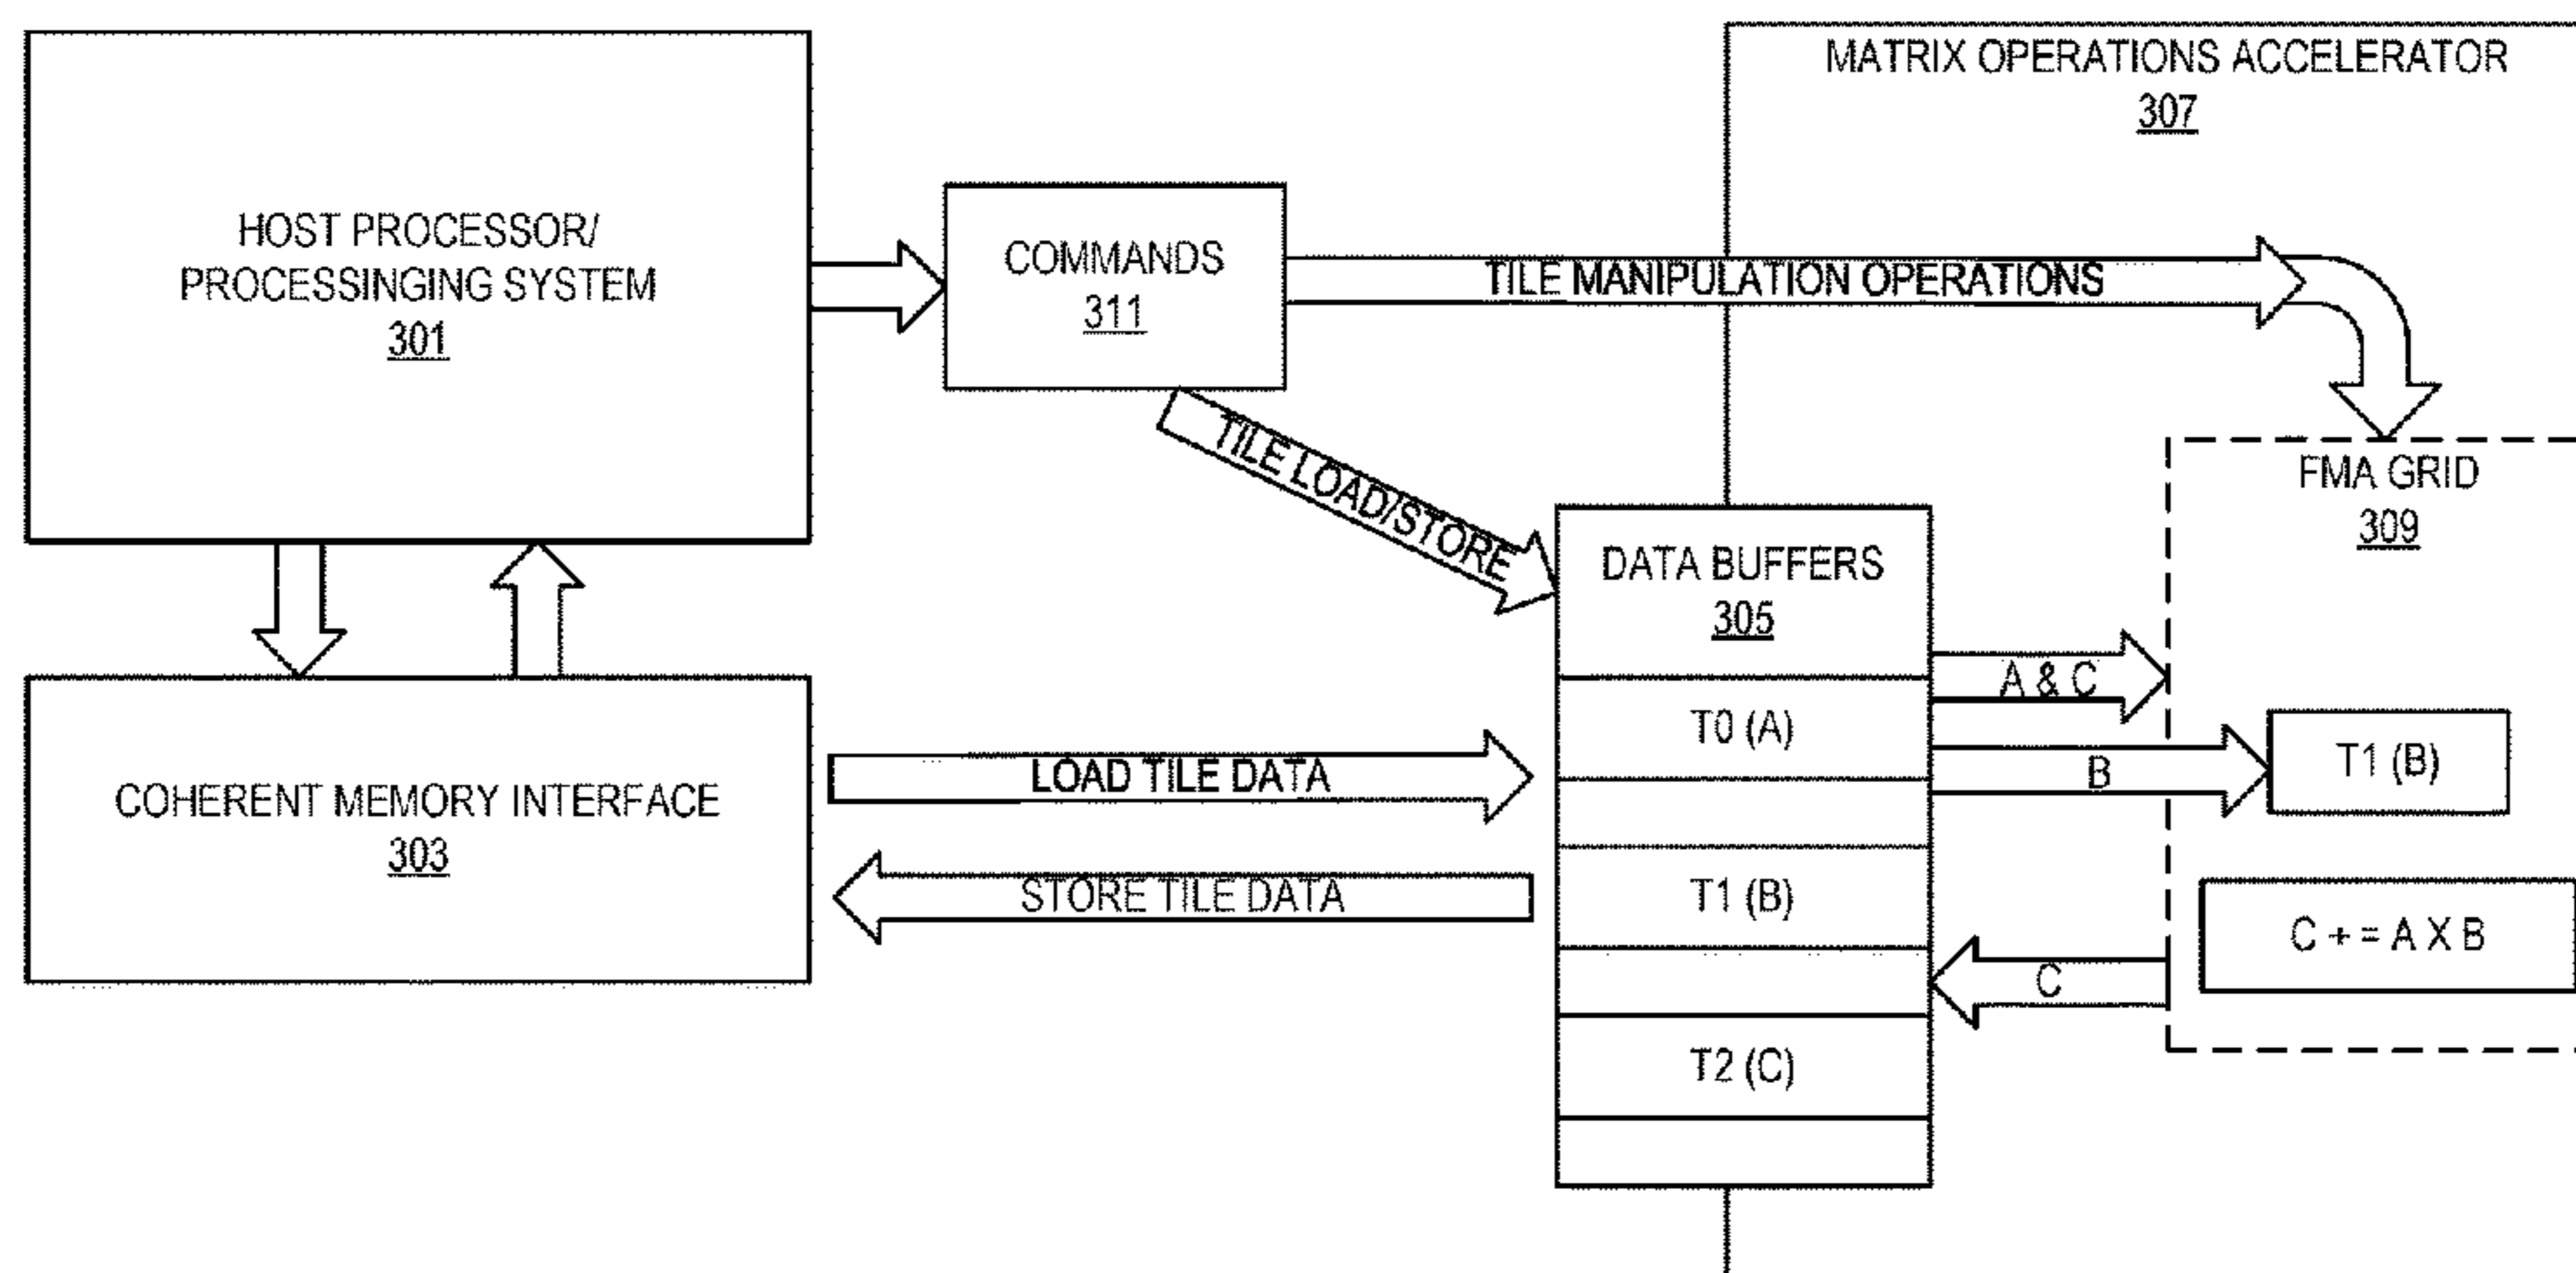 MATRIX OPERATIONS ACCELERATOR
307
HOST PROCESSOR/
PROCESSINGING SYSTEM
301
COMMANDS
311
TILE MANIPULATION OPERATIONS
TILE LOAD/STORE
FMA GRID
309
DATA BUFFERS
305
A & C
T0 (A)
B
T1 (B)
LOAD TILE DATA
COHERENT MEMORY INTERFACE
303
STORE TILE DATA
T1 (B)
C + = A X B
C
T2 (C)